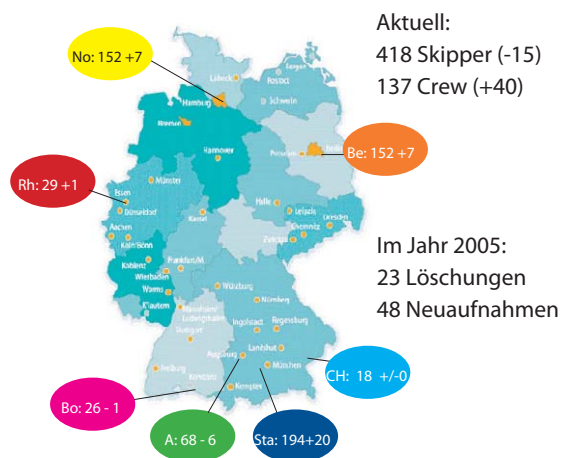 Aktuell:
418 Skipper (-15)
137 Crew (+40)
No: 152 +7
Lübeck
Rostock
Hamburg
Schwerin
Bremen
Hannover
Potsdam
Berlin
Be: 152 +7
Rh: 29 +1
Münster
Essen
Düsseldorf
Halle
Leipzig
Dresden
Chemnitz
Zwickau
Kassel
Aachen
Köln/Bonn
Koblenz
Frankfurt/M.
Wiesbaden
Worms
K'lautern
Im Jahr 2005:
23 Löschungen
48 Neuaufnahmen
Würzburg
Nürnberg
Mannheim/
Ludwigshafen
Stuttgart
Ingolstadt
Regensburg
Augsburg
Landshut
München
Freiburg
Konstanz
Kempten
CH: 18 +/-0
Bo: 26 - 1
A: 68 - 6
Sta: 194+20